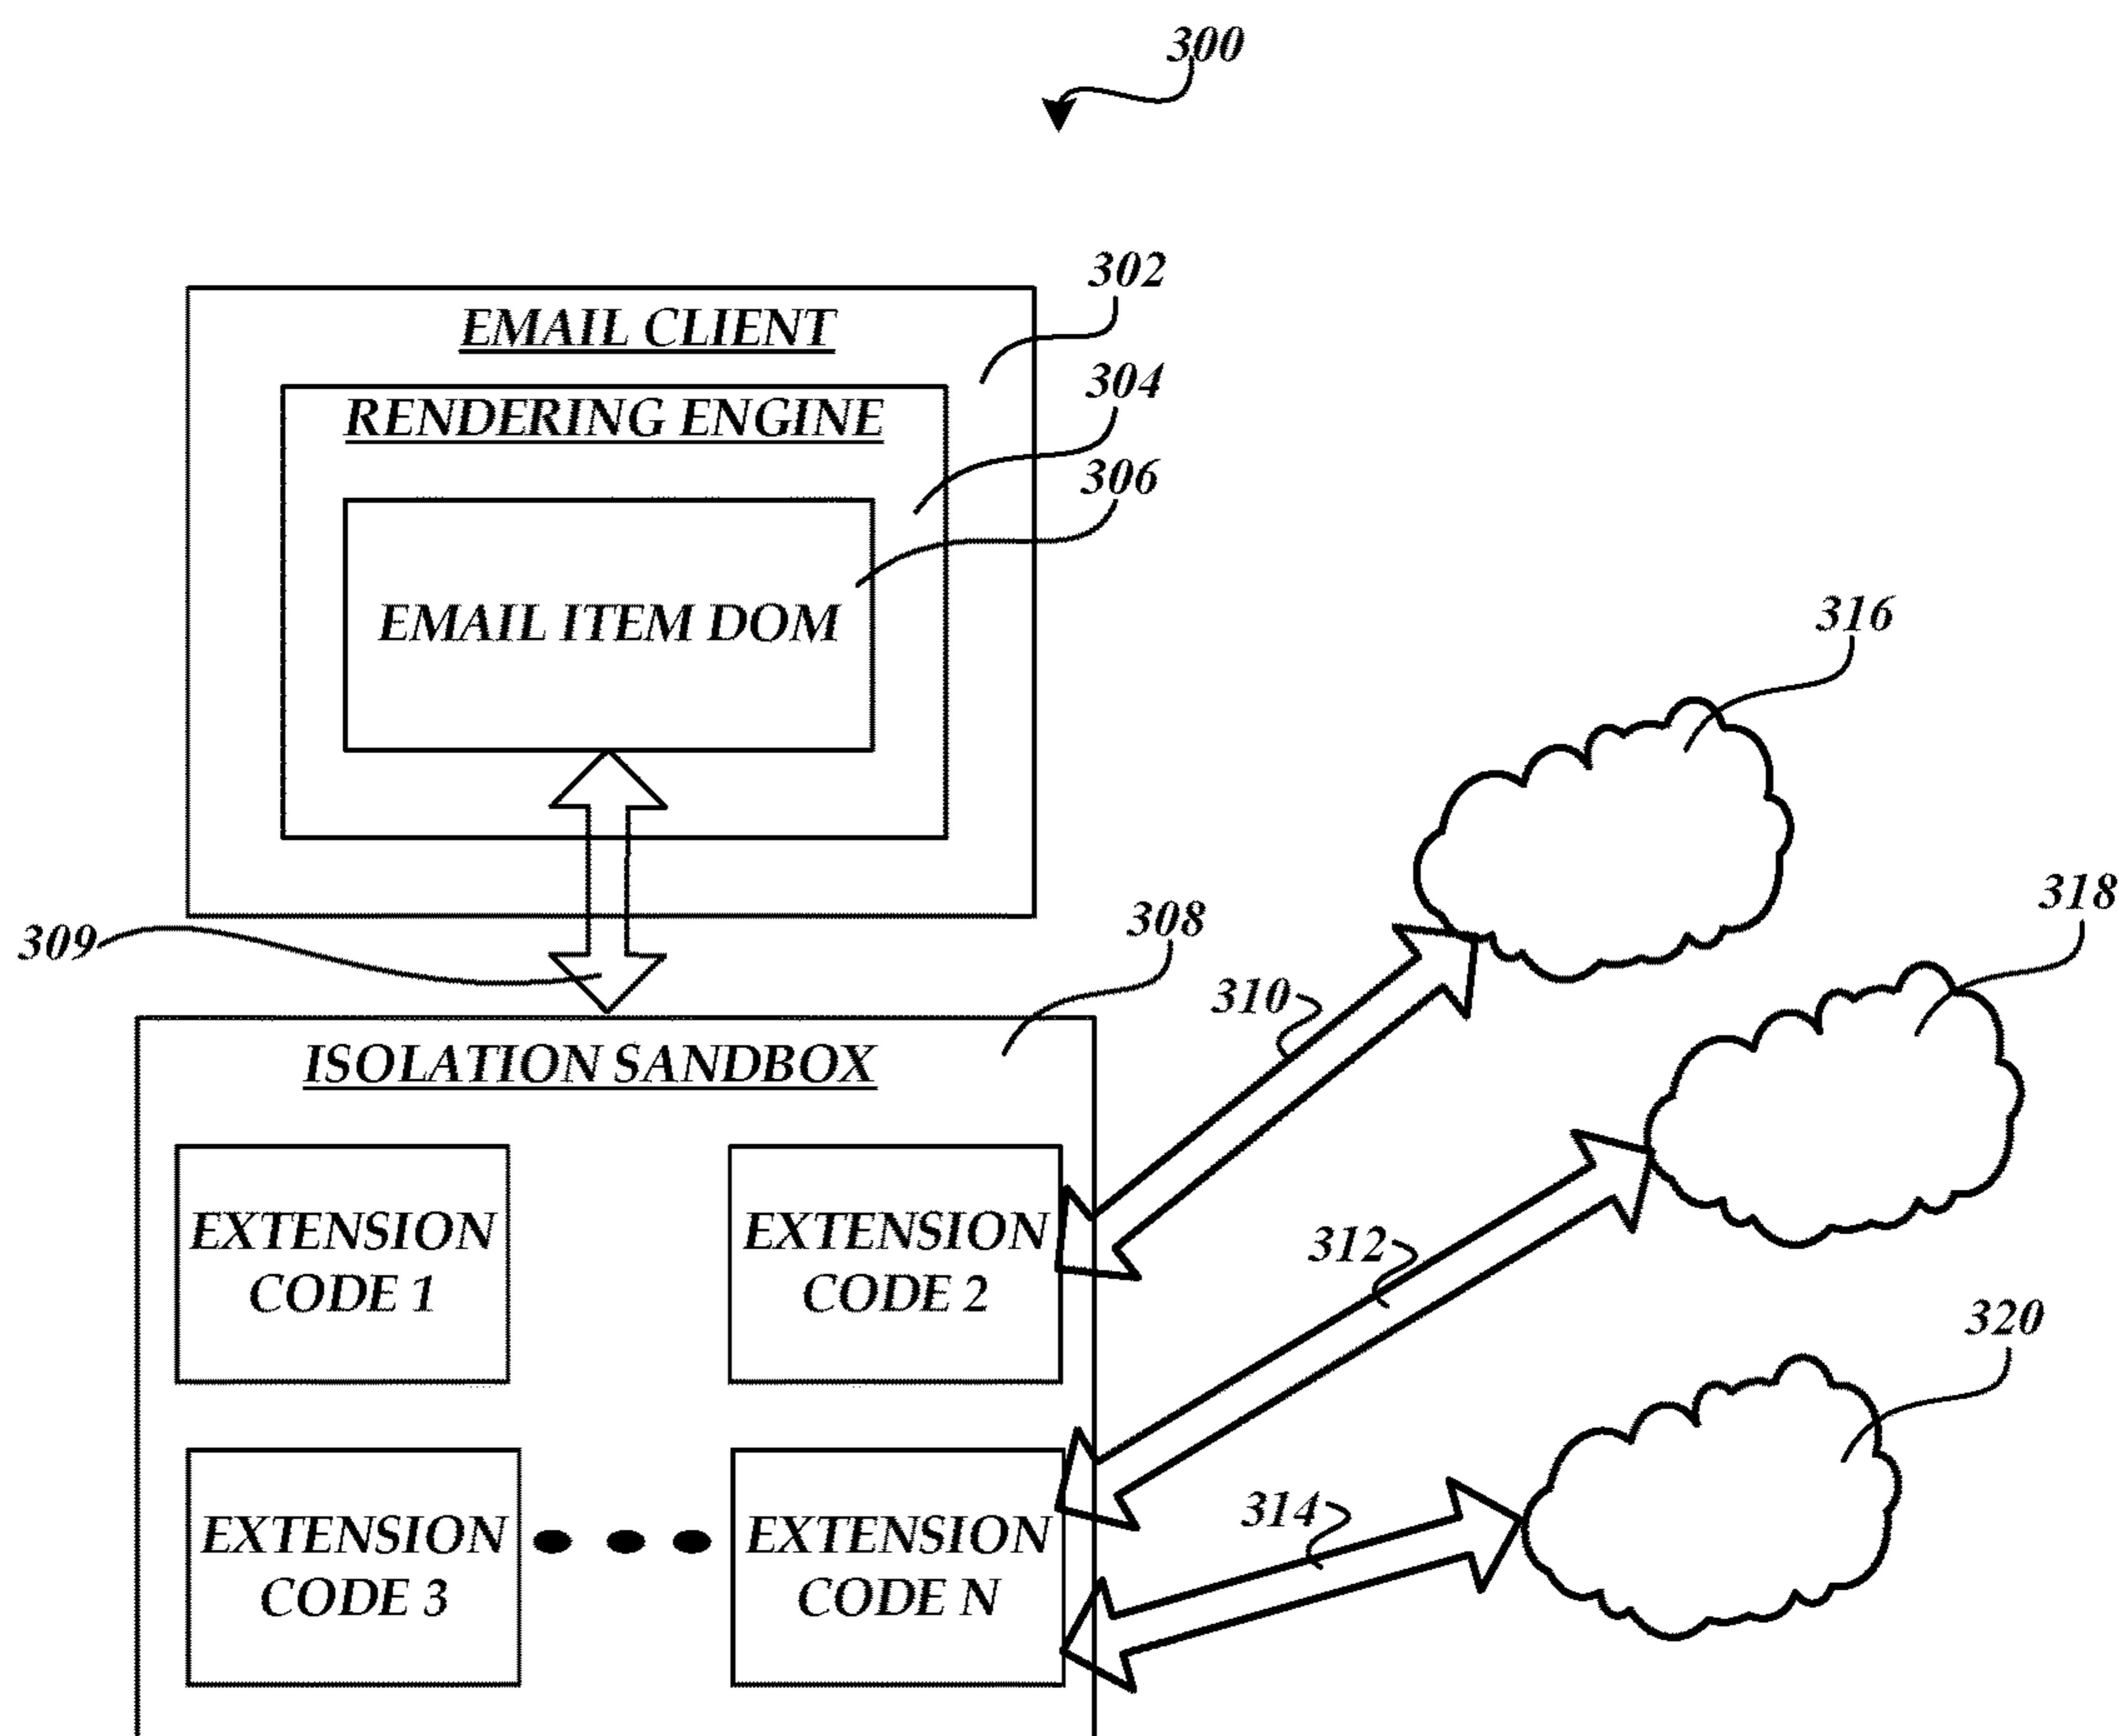 300
302
EMAIL CLIENT
304
RENDERING ENGINE
306
EMAIL ITEM DOM
316
318
309
308
310
ISOLATION SANDBOX
EXTENSION
CODE 1
EXTENSION
CODE 2
312
320
EXTENSION
CODE 3
EXTENSION
CODE N
314